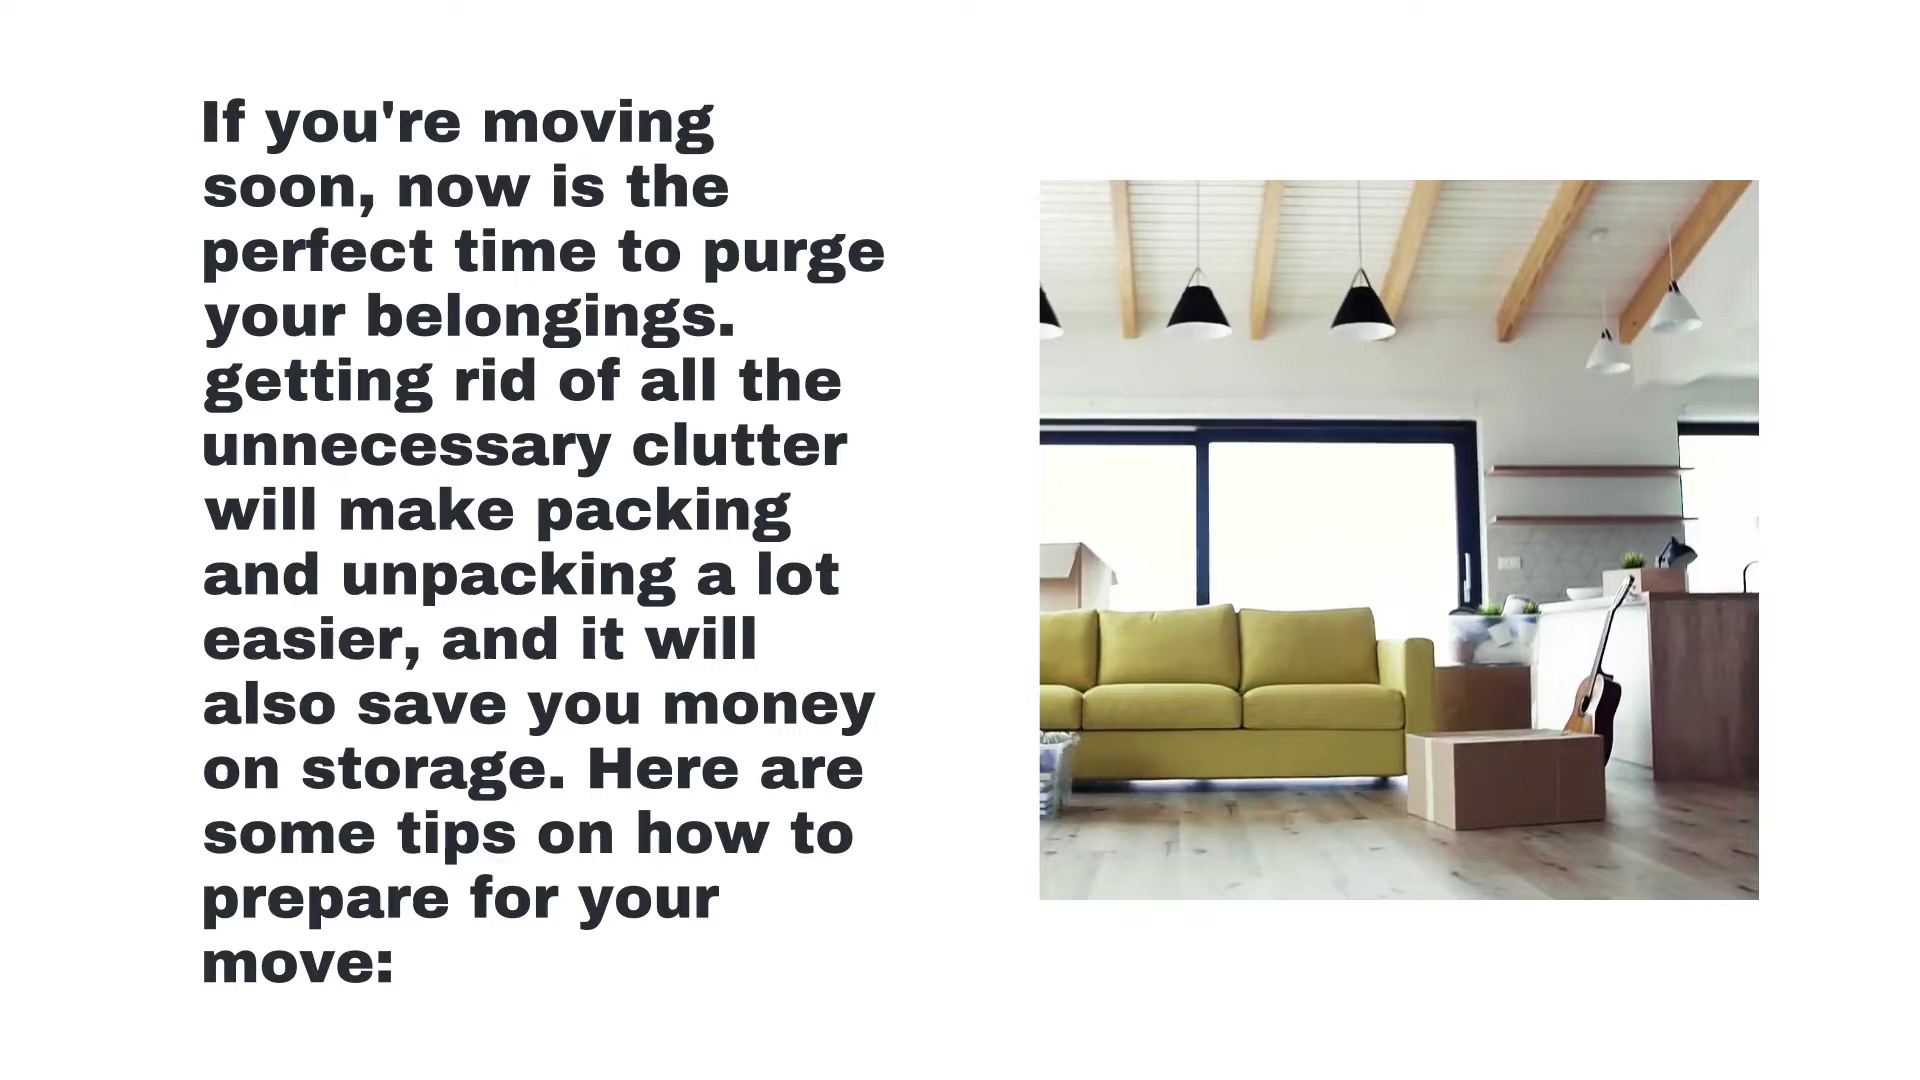 If you're moving
soon, now is the
perfect time to purge
your belongings.
getting rid of all the
unnecessary clutter
will make packing
and unpacking a lot
easier, and it will
also save you money
on storage. Here are
some tips on how to
prepare for your
move: